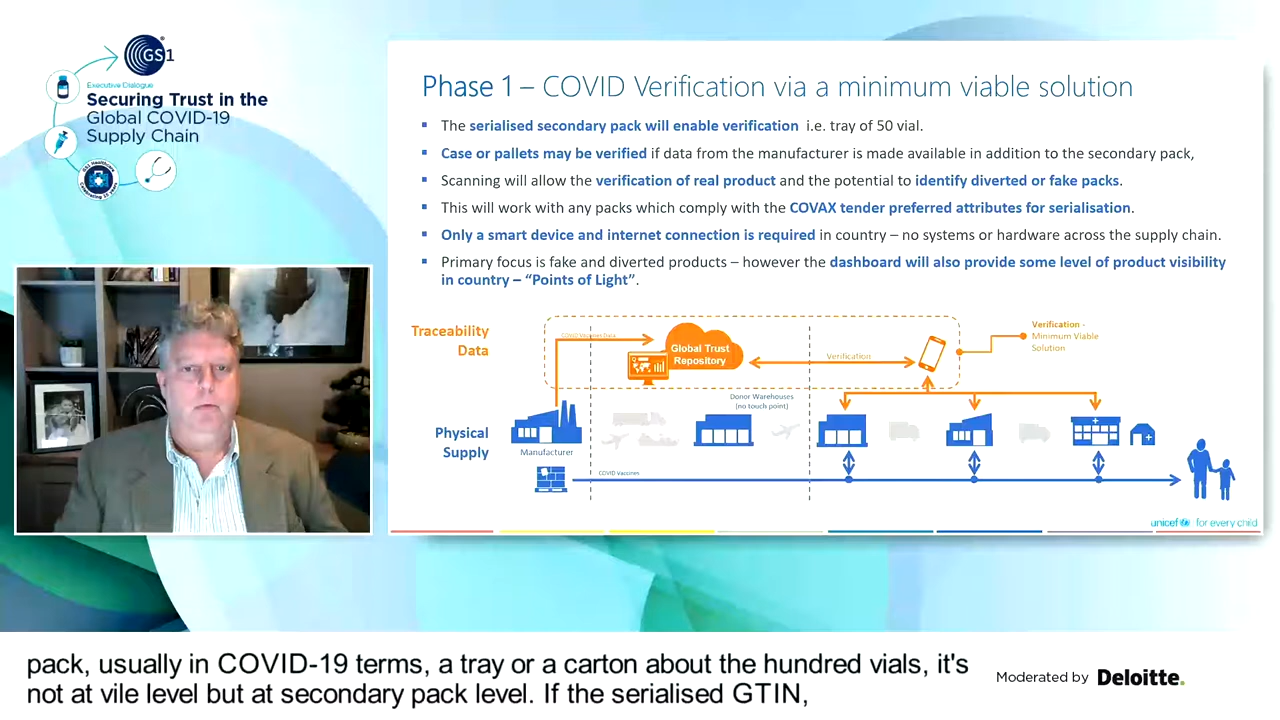 GS1
Executive Dialogue
Securing Trust in the
Global COVID-19
Supply Chain
Phase 1 – COVID Verification via a minimum viable solution
The serialised secondary pack will enable verification i.e. tray of 50 vial.
Case or pallets may be verified if data from the manufacturer is made available in addition to the secondary pack,
Scanning will allow the verification of real product and the potential to identify diverted or fake packs.
This will work with any packs which comply with the COVAX tender preferred attributes for serialisation.
Only a smart device and internet connection is required in country – no systems or hardware across the supply chain.
Primary focus is fake and diverted products – however the dashboard will also provide some level of product visibility
in country – “Points of Light”.
Traceability
Data
Global Trust
Repository
Verification
Verification -
Minimum Viable
Solution
Donor Warehouses
(no touch point)
Physical
Supply
Manufacturer
COVID Vaccines
unicef for every child
pack, usually in COVID-19 terms, a tray or a carton about the hundred vials, it's
not at vile level but at secondary pack level. If the serialised GTIN,
Moderated by Deloitte.